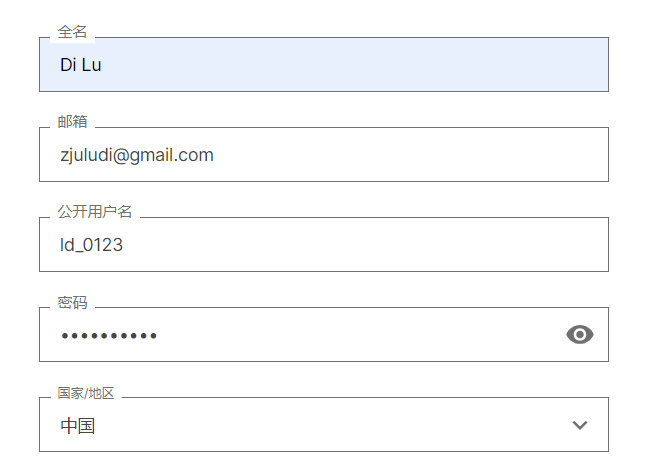 全名
Di Lu
邮箱
zjuludi@gmail.com
公开用户名
ld_0123
密码
••••••••••
国家/地区
中国